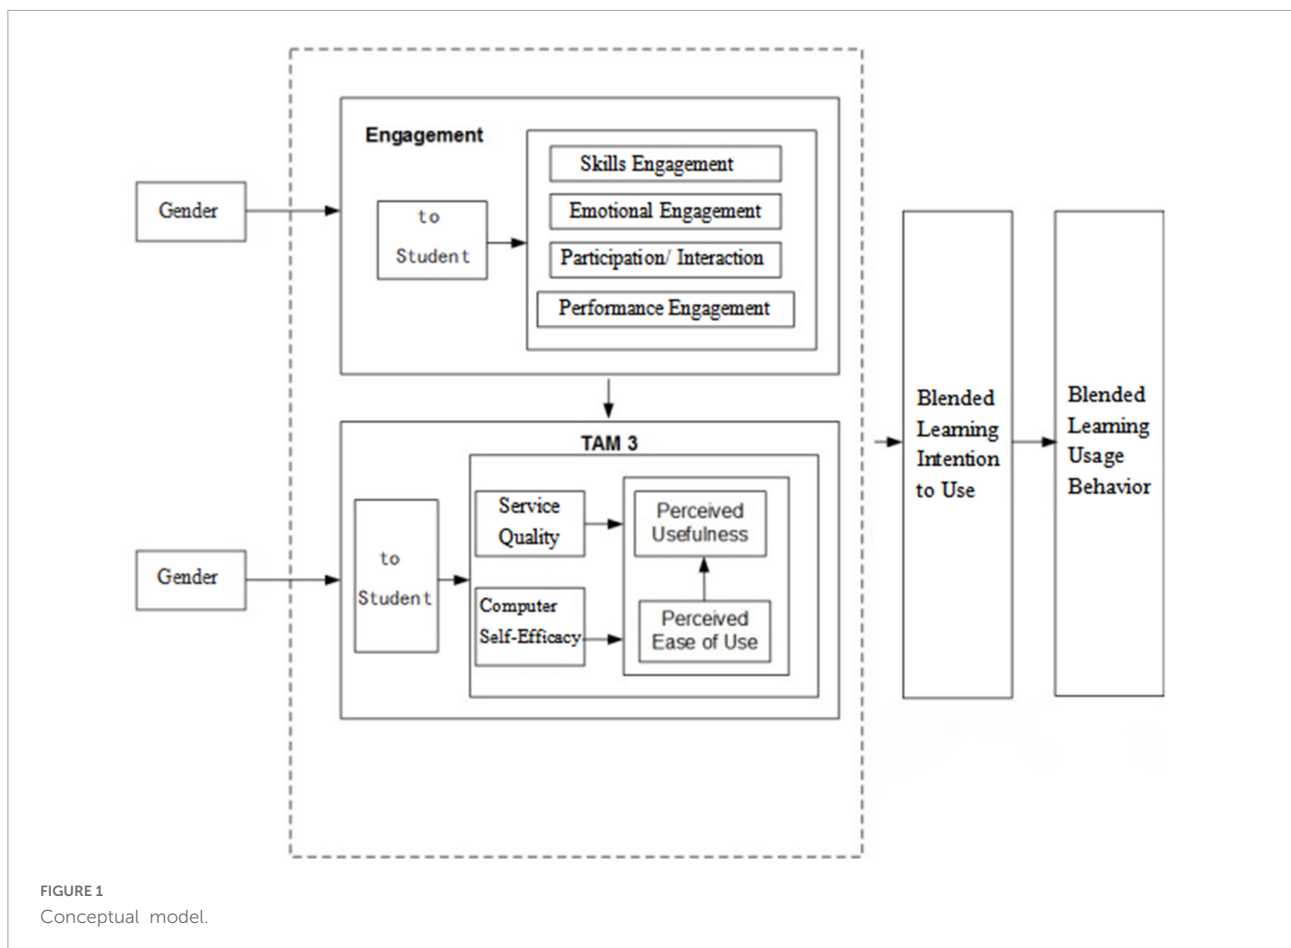 Engagement
Skills Engagement
Emotional Engagement
Participation/ Interaction
Performance Engagement
to
Student
Gender
TAM 3
Service
Quality
Computer
Self-Efficacy
Perceived
Usefulness
Perceived
Ease of Use
to
Student
Gender
Blended
Learning
Intention
to Use
Blended
Learning
Usage
Behavior
FIGURE 1
Conceptual model.